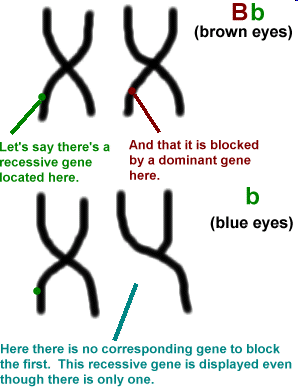 Bb
(brown eyes)
Let's say there's a
recessive gene
located here.
And that it is blocked
by a dominant gene
here.
b
(blue eyes)
Here there is no corresponding gene to block
the first.  This recessive gene is displayed even
though there is only one.